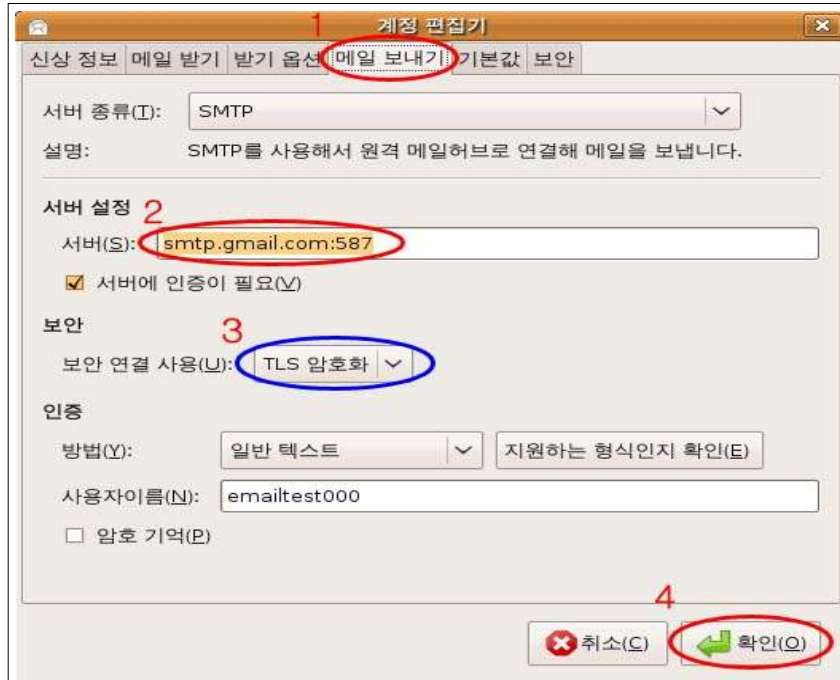 1
계정 편집기
신상 정보 메일 받기 받기 옵션 메일 보내기 기본값 보안
서버 종류(T): SMTP
설명: SMTP를 사용해서 원격 메일허브로 연결해 메일을 보냅니다.
서버 설정 2
서버(S): smtp.gmail.com:587
서버에 인증이 필요(V)
보안 3
보안 연결 사용(U): TLS 암호화
인증
방법(Y): 일반 텍스트 지원하는 형식인지 확인(E)
사용자이름(N): emailtest000
암호 기억(P)
4
취소(C) 확인(O)